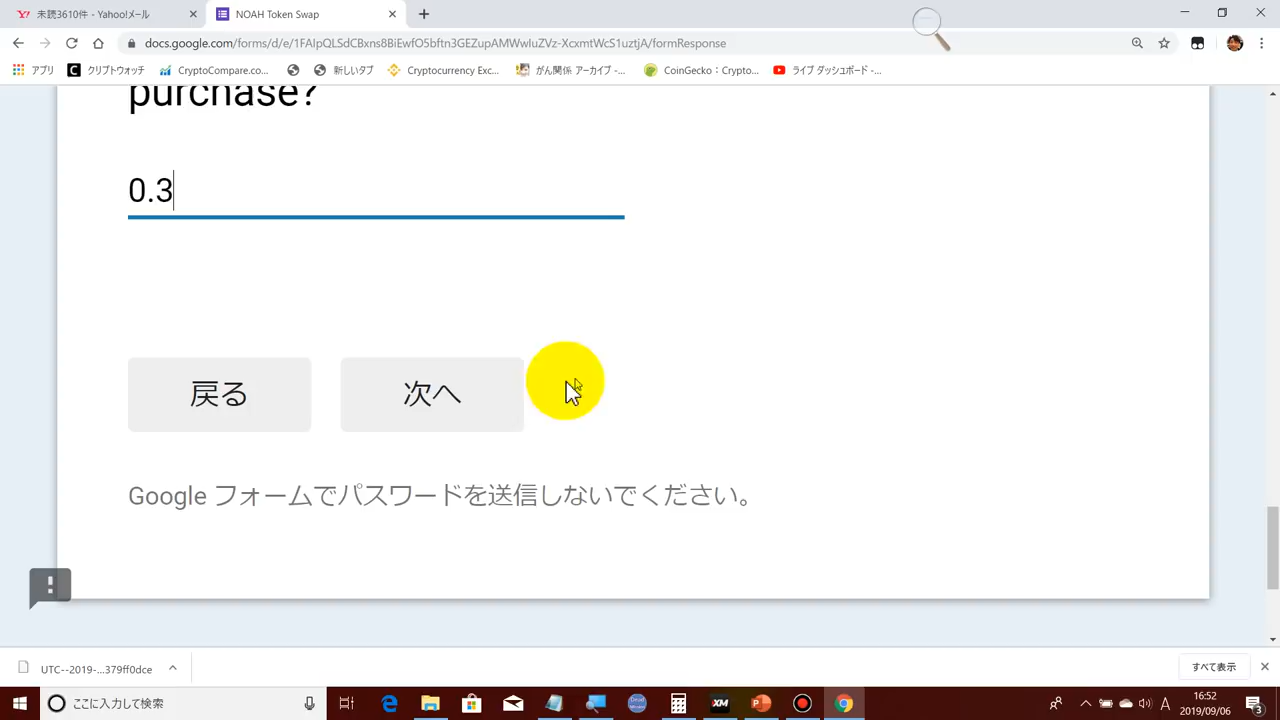 未読3610件 - Yahoo!メール
NOAH Token Swap
docs.google.com/forms/d/e/1FAIpQLSdCBxns8BiEwfO5bftn3GEZupAMWwIuZVz-XcxmtWcS1uztjA/formResponse
アプリ
クリプトウォッチ
CryptoCompare.co...
新しいタブ
Cryptocurrency Exc...
がん関係 アーカイブ -...
CoinGecko：Crypto...
ライブ ダッシュボード -...
purchase?
0.3
戻る
次へ
Google フォームでパスワードを送信しないでください。
UTC--2019-...379ff0dce
すべて表示
ここに入力して検索
XM
A
16:52
2019/09/06
3